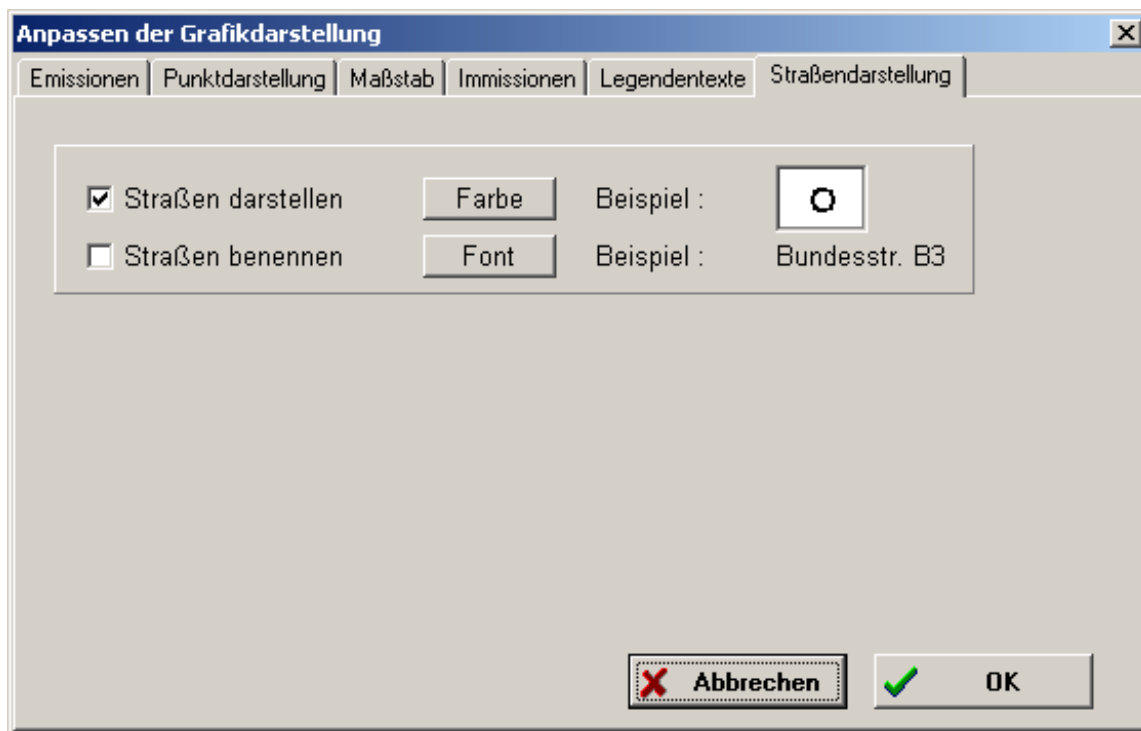 Anpassen der Grafikdarstellung
Emissionen Punktdarstellung Maßstab Immissionen Legendentexte Straßendarstellung
Straßen darstellen Farbe Beispiel :
Straßen benennen Font Beispiel : Bundesstr. B3
Abbrechen OK